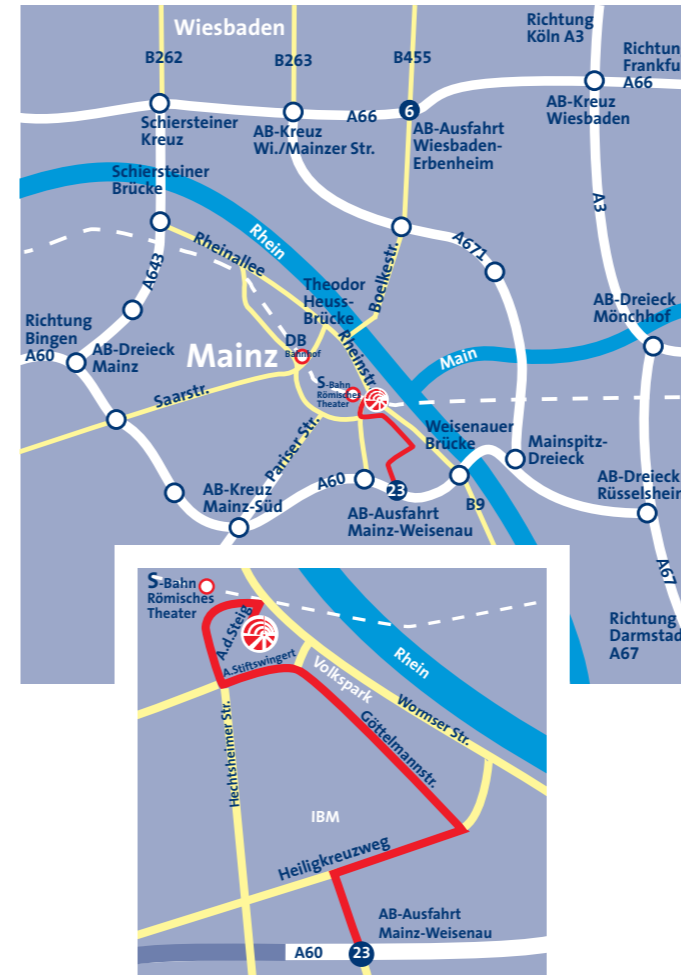 Wiesbaden
B262
B263
B455
Richtung
Köln A3
Richtun
Frankfu
A66
A66
6
Schiersteiner
Kreuz
AB-Kreuz
Wi./Mainzer Str.
AB-Ausfahrt
Wiesbaden-
Erbenheim
AB-Kreuz
Wiesbaden
Schiersteiner
Brücke
A3
Rhein
Rheinallee
A643
Boelkestr.
A671
Theodor
Heuss-
Brücke
AB-Dreieck
Mönchhof
Richtung
Bingen
A60
AB-Dreieck
Mainz
Mainz
DB
Bahnhof
Rheinstr.
Main
Saarstr.
S-Bahn
Römisches
Theater
Pariser Str.
Weisenauer
Brücke
Mainspitz-
Dreieck
AB-Kreuz
Mainz-Süd
A60
23
AB-Ausfahrt
Mainz-Weisenau
B9
AB-Dreieck
Rüsselshein
A67
Richtung
Darmstad
A67
S-Bahn
Römisches
Theater
A.d.Steig
A.Stiftswingert
Volkspark
Rhein
Wormser Str.
Göttelmannstr.
Hechtsheimer Str.
IBM
Heiligkreuzweg
AB-Ausfahrt
Mainz-Weisenau
A60
23